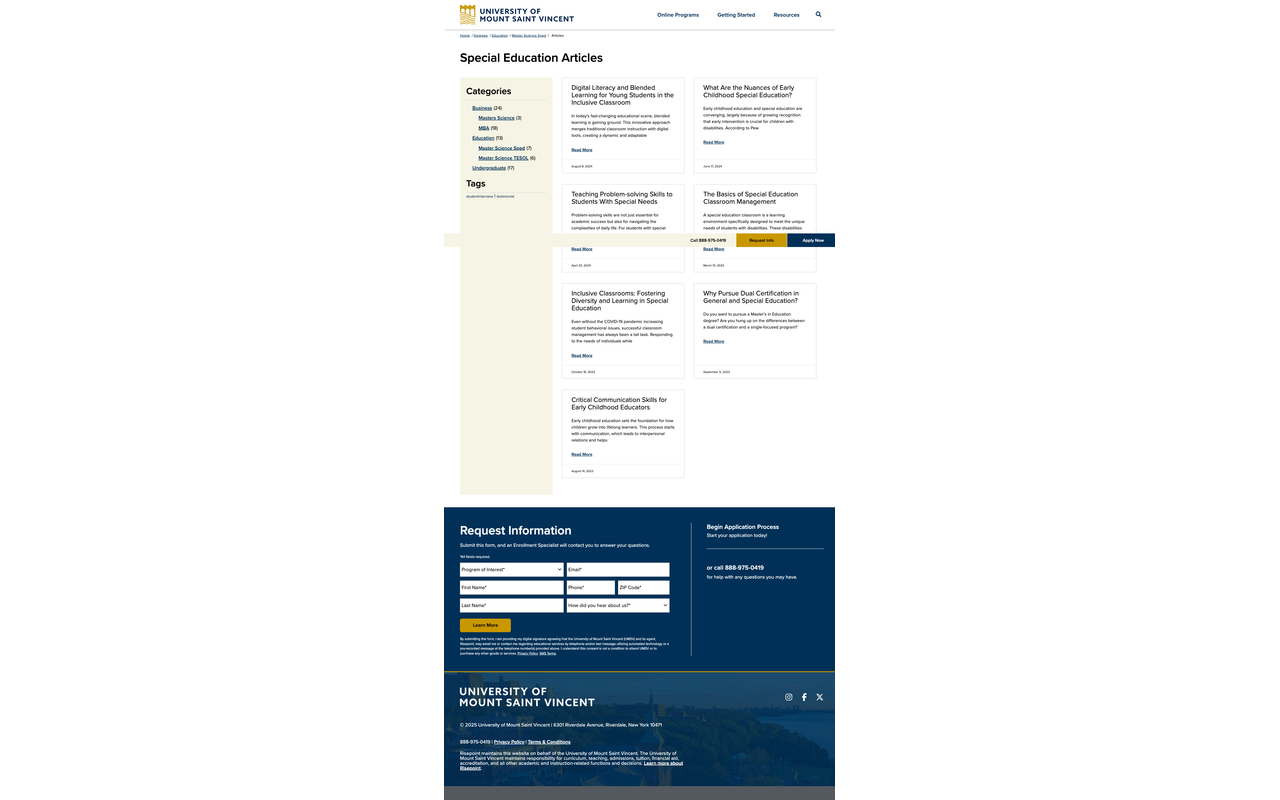 UNIVERSITY OF
MOUNT SAINT VINCENT
Online Programs
Getting Started
Resources
Home / Degrees / Education / Master Science Sped / Articles
Special Education Articles
Categories
Business (24)
Masters Science (3)
MBA (18)
Education (13)
Master Science Sped (7)
Master Science TESOL (6)
Undergraduate (17)
Tags
studentinterview | testimonial
Digital Literacy and Blended
Learning for Young Students in the
Inclusive Classroom
In today's fast-changing educational scene, blended
learning is gaining ground. This innovative approach
merges traditional classroom instruction with digital
tools, creating a dynamic and adaptable
Read More
August 8, 2024
What Are the Nuances of Early
Childhood Special Education?
Early childhood education and special education are
converging, largely because of growing recognition
that early intervention is crucial for children with
disabilities. According to Pew
Read More
June 17, 2024
Teaching Problem-solving Skills to
Students With Special Needs
Problem-solving skills are not just essential for
academic success but also for navigating the
complexities of daily life. For students with special
Read More
April 23, 2024
The Basics of Special Education
Classroom Management
A special education classroom is a learning
environment specifically designed to meet the unique
needs of students with disabilities. These disabilities
Read More
March 15, 2024
Call 888-975-0419
Request Info
Apply Now
Inclusive Classrooms: Fostering
Diversity and Learning in Special
Education
Even without the COVID-19 pandemic increasing
student behavioral issues, successful classroom
management has always been a tall task. Responding
to the needs of individuals while
Read More
October 16, 2023
Why Pursue Dual Certification in
General and Special Education?
Do you want to pursue a Master's in Education
degree? Are you hung up on the differences between
a dual certification and a single-focused program?
Read More
September 5, 2023
Critical Communication Skills for
Early Childhood Educators
Early childhood education sets the foundation for how
children grow into lifelong learners. This process starts
with communication, which leads to interpersonal
relations and helps
Read More
August 14, 2023
Request Information
Submit this form, and an Enrollment Specialist will contact you to answer your questions.
*All fields required.
Program of Interest*
Email*
First Name*
Phone*
ZIP Code*
Last Name*
How did you hear about us?*
Learn More
By submitting this form, I am providing my digital signature agreeing that the University of Mount Saint Vincent (UMSV) and its agent,
Risepoint, may email me or contact me regarding educational services by telephone and/or text message utilizing automated technology or a
pre-recorded message at the telephone number(s) provided above. I understand this consent is not a condition to attend UMSV or to
purchase any other goods or services. Privacy Policy. SMS Terms.
Begin Application Process
Start your application today!
or call 888-975-0419
for help with any questions you may have.
UNIVERSITY OF
MOUNT SAINT VINCENT
© 2025 University of Mount Saint Vincent | 6301 Riverdale Avenue, Riverdale, New York 10471
888-975-0419 | Privacy Policy | Terms & Conditions
Risepoint maintains this website on behalf of the University of Mount Saint Vincent. The University of
Mount Saint Vincent maintains responsibility for curriculum, teaching, admissions, tuition, financial aid,
accreditation, and all other academic and instruction-related functions and decisions. Learn more about
Risepoint.